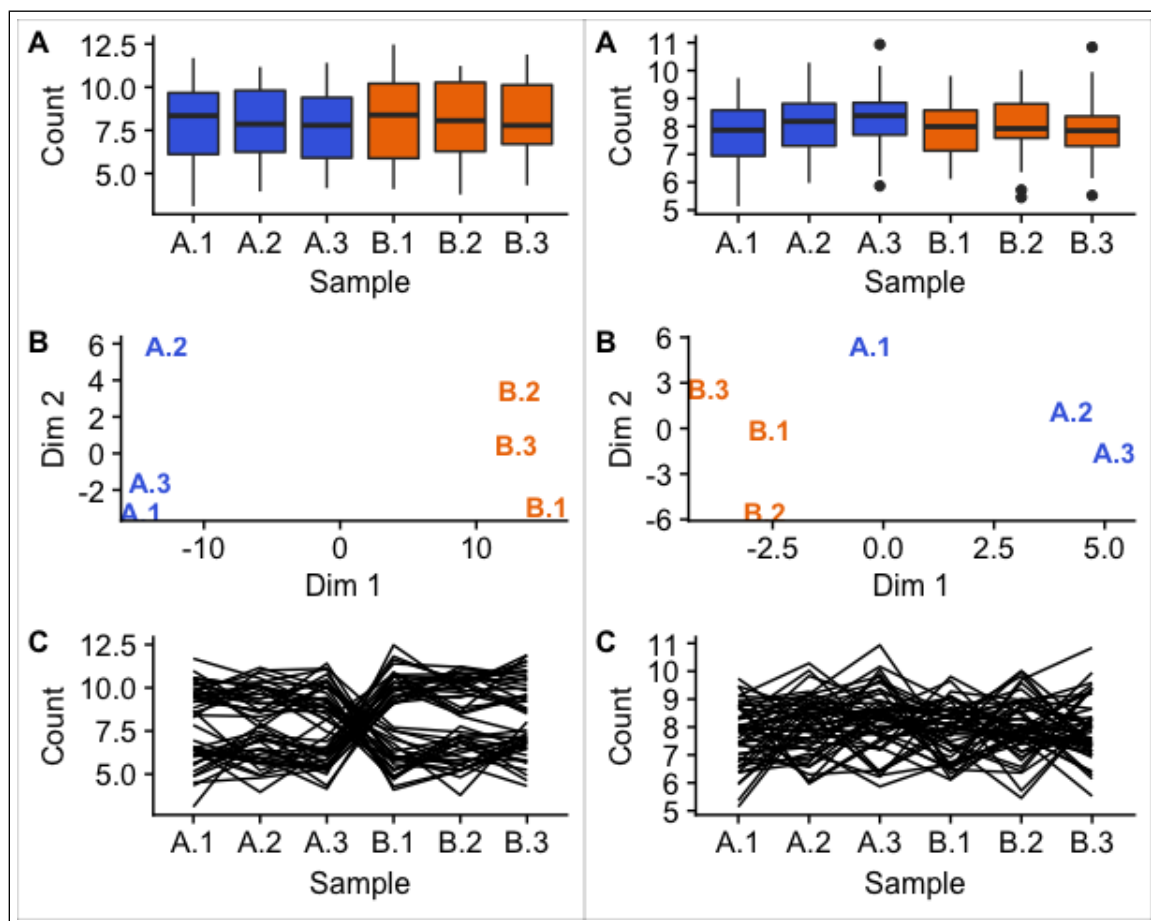 A
12.5
10.0
7.5
5.0
Count
A.1 A.2 A.3 B.1 B.2 B.3
Sample
B
6
4
2
0
-2
Dim 2
A.2
B.2
B.3
A.3
A.1
B.1
-10 0 10
Dim 1
C
12.5
10.0
7.5
5.0
Count
A.1 A.2 A.3 B.1 B.2 B.3
Sample
A
11
10
9
8
7
6
5
Count
A.1 A.2 A.3 B.1 B.2 B.3
Sample
B
6
3
0
-3
-6
Dim 2
A.1
B.3
A.2
B.1
A.3
B.2
-2.5 0.0 2.5 5.0
Dim 1
C
11
10
9
8
7
6
5
Count
A.1 A.2 A.3 B.1 B.2 B.3
Sample